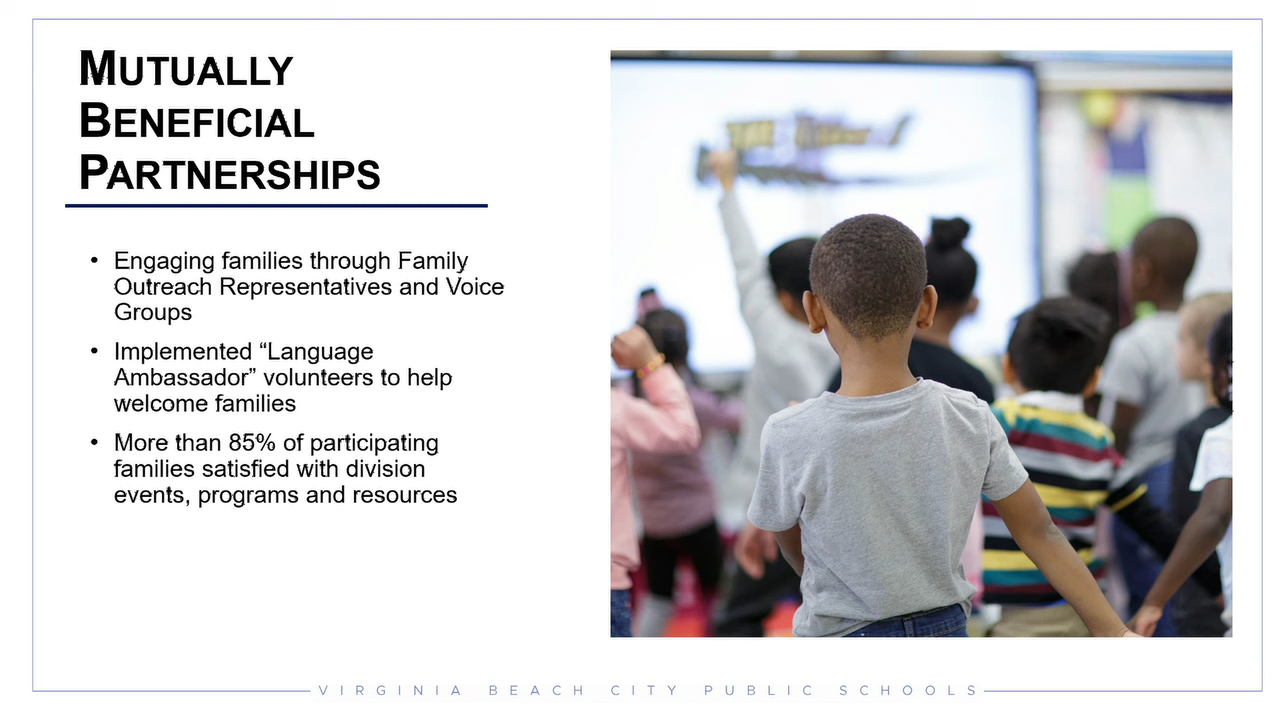 MUTUALLY
BENEFICIAL
PARTNERSHIPS
• Engaging families through Family
Outreach Representatives and Voice
Groups
• Implemented “Language
Ambassador” volunteers to help
welcome families
• More than 85% of participating
families satisfied with division
events, programs and resources
VIRGINIA BEACH CITY PUBLIC SCHOOLS